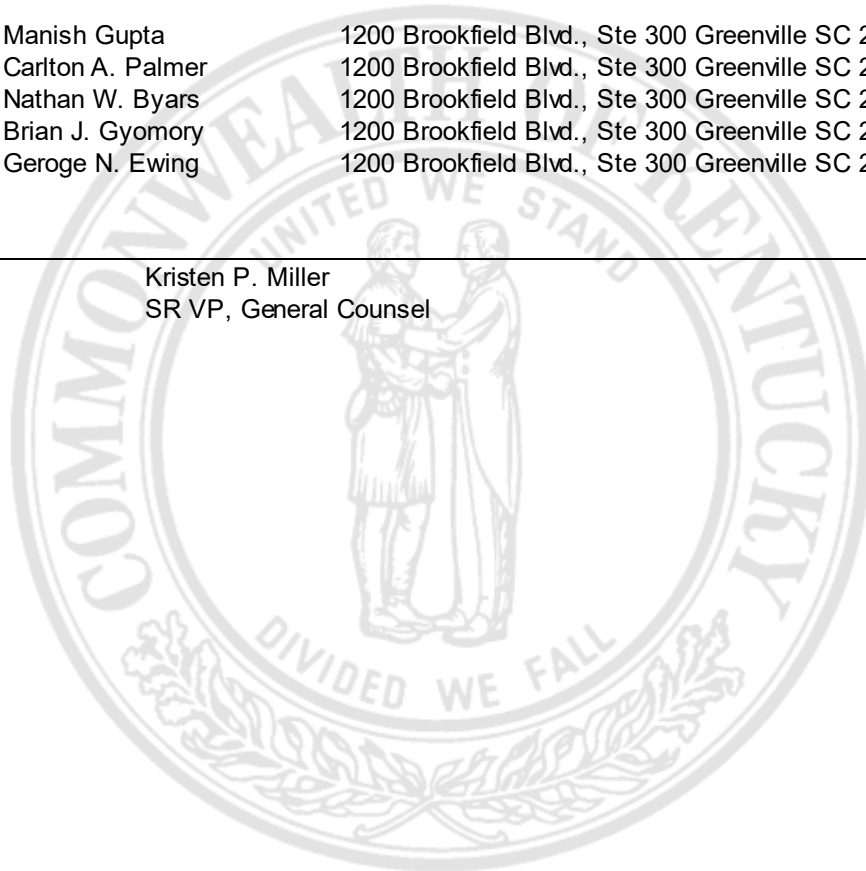 Manish Gupta 1200 Brookfield Blvd., Ste 300 Greenville SC 2
Carlton A. Palmer 1200 Brookfield Blvd., Ste 300 Greenville SC 2
Nathan W. Byars 1200 Brookfield Blvd., Ste 300 Greenville SC 2
Brian J. Gyomory 1200 Brookfield Blvd., Ste 300 Greenville SC 2
Geroge N. Ewing 1200 Brookfield Blvd., Ste 300 Greenville SC 2
Kristen P. Miller
SR VP, General Counsel
COMMONWEALTH OF KENTUCKY
UNITED WE STAND
DIVIDED WE FALL